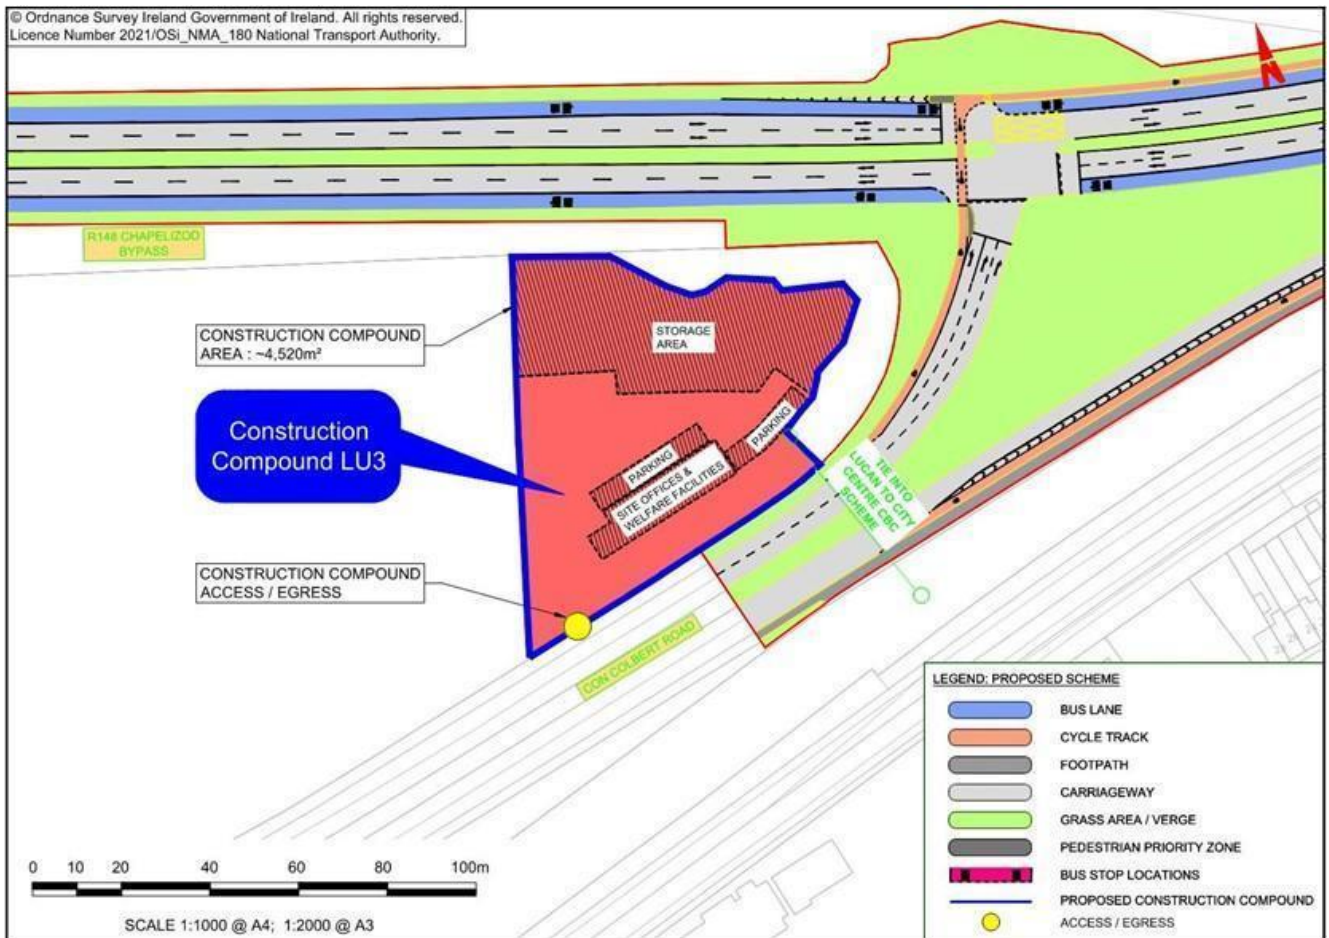 © Ordnance Survey Ireland Government of Ireland. All rights reserved.
Licence Number 2021/OSi_NMA_180 National Transport Authority.
N
R148 CHAPELIZOD
BYPASS
CONSTRUCTION COMPOUND
AREA : ~4,520m²
STORAGE
AREA
Construction
Compound LU3
PARKING
PARKING
SITE OFFICES &
WELFARE FACILITIES
TIE INTO
LUCAN TO CITY
CENTRE CBC
SCHEME
CONSTRUCTION COMPOUND
ACCESS / EGRESS
CON COLBERT ROAD
LEGEND: PROPOSED SCHEME
BUS LANE
CYCLE TRACK
FOOTPATH
CARRIAGEWAY
GRASS AREA / VERGE
PEDESTRIAN PRIORITY ZONE
BUS STOP LOCATIONS
PROPOSED CONSTRUCTION COMPOUND
ACCESS / EGRESS
0 10 20 40 60 80 100m
SCALE 1:1000 @ A4; 1:2000 @ A3